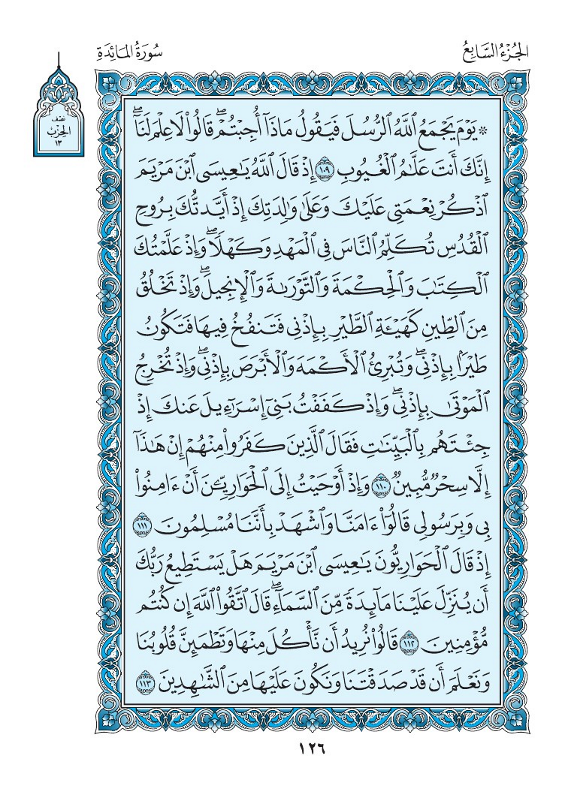 الجُزْءُ السَّابِعُ
سُورَةُ المَائِدَةِ
نصف
الحِزْب
١٣
۞ يَوْمَ يَجْمَعُ ٱللَّهُ ٱلرُّسُلَ فَيَقُولُ مَاذَآ أُجِبْتُمْۖ قَالُوا۟ لَا عِلْمَ لَنَآۖ
إِنَّكَ أَنتَ عَلَّـٰمُ ٱلْغُيُوبِ ١٠٩ إِذْ قَالَ ٱللَّهُ يَـٰعِيسَى ٱبْنَ مَرْيَمَ
ٱذْكُرْ نِعْمَتِى عَلَيْكَ وَعَلَىٰ وَٰلِدَتِكَ إِذْ أَيَّدتُّكَ بِرُوحِ
ٱلْقُدُسِ تُكَلِّمُ ٱلنَّاسَ فِى ٱلْمَهْدِ وَكَهْلًاۖ وَإِذْ عَلَّمْتُكَ
ٱلْكِتَـٰبَ وَٱلْحِكْمَةَ وَٱلتَّوْرَىٰةَ وَٱلْإِنجِيلَۖ وَإِذْ تَخْلُقُ
مِنَ ٱلطِّينِ كَهَيْـَٔةِ ٱلطَّيْرِ بِإِذْنِى فَتَنفُخُ فِيهَا فَتَكُونُ
طَيْرًۢا بِإِذْنِىۖ وَتُبْرِئُ ٱلْأَكْمَهَ وَٱلْأَبْرَصَ بِإِذْنِىۖ وَإِذْ تُخْرِجُ
ٱلْمَوْتَىٰ بِإِذْنِىۖ وَإِذْ كَفَفْتُ بَنِىٓ إِسْرَٰٓءِيلَ عَنكَ إِذْ
جِئْتَهُم بِٱلْبَيِّنَـٰتِ فَقَالَ ٱلَّذِينَ كَفَرُوا۟ مِنْهُمْ إِنْ هَـٰذَآ
إِلَّا سِحْرٌ مُّبِينٌ ١١٠ وَإِذْ أَوْحَيْتُ إِلَى ٱلْحَوَارِيِّـۧنَ أَنْ ءَامِنُوا۟
بِى وَبِرَسُولِى قَالُوٓا۟ ءَامَنَّا وَٱشْهَدْ بِأَنَّنَا مُسْلِمُونَ ١١١
إِذْ قَالَ ٱلْحَوَارِيُّونَ يَـٰعِيسَى ٱبْنَ مَرْيَمَ هَلْ يَسْتَطِيعُ رَبُّكَ
أَن يُنَزِّلَ عَلَيْنَا مَآئِدَةً مِّنَ ٱلسَّمَآءِۖ قَالَ ٱتَّقُوا۟ ٱللَّهَ إِن كُنتُم
مُّؤْمِنِينَ ١١٢ قَالُوا۟ نُرِيدُ أَن نَّأْكُلَ مِنْهَا وَتَطْمَئِنَّ قُلُوبُنَا
وَنَعْلَمَ أَن قَدْ صَدَقْتَنَا وَنَكُونَ عَلَيْهَا مِنَ ٱلشَّـٰهِدِينَ ١١٣
١٢٦